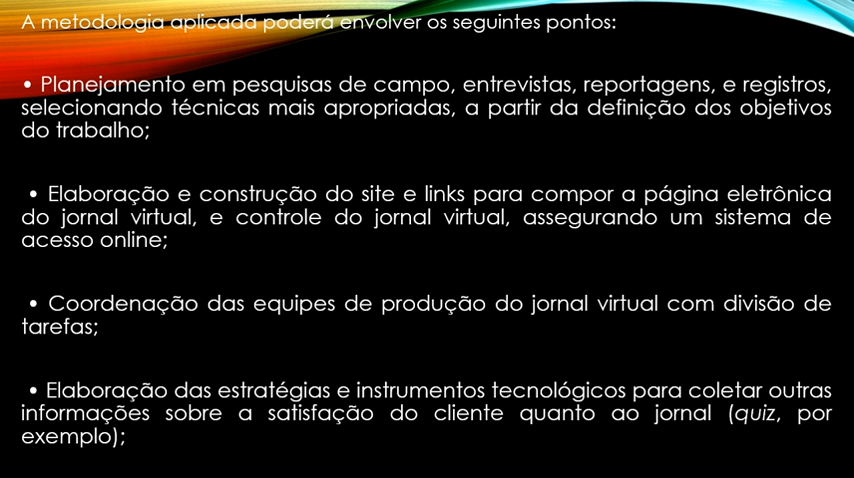 A metodologia aplicada poderá envolver os seguintes pontos:
• Planejamento em pesquisas de campo, entrevistas, reportagens, e registros,
selecionando técnicas mais apropriadas, a partir da definição dos objetivos
do trabalho;
• Elaboração e construção do site e links para compor a página eletrônica
do jornal virtual, e controle do jornal virtual, assegurando um sistema de
acesso online;
• Coordenação das equipes de produção do jornal virtual com divisão de
tarefas;
• Elaboração das estratégias e instrumentos tecnológicos para coletar outras
informações sobre a satisfação do cliente quanto ao jornal (quiz, por
exemplo);